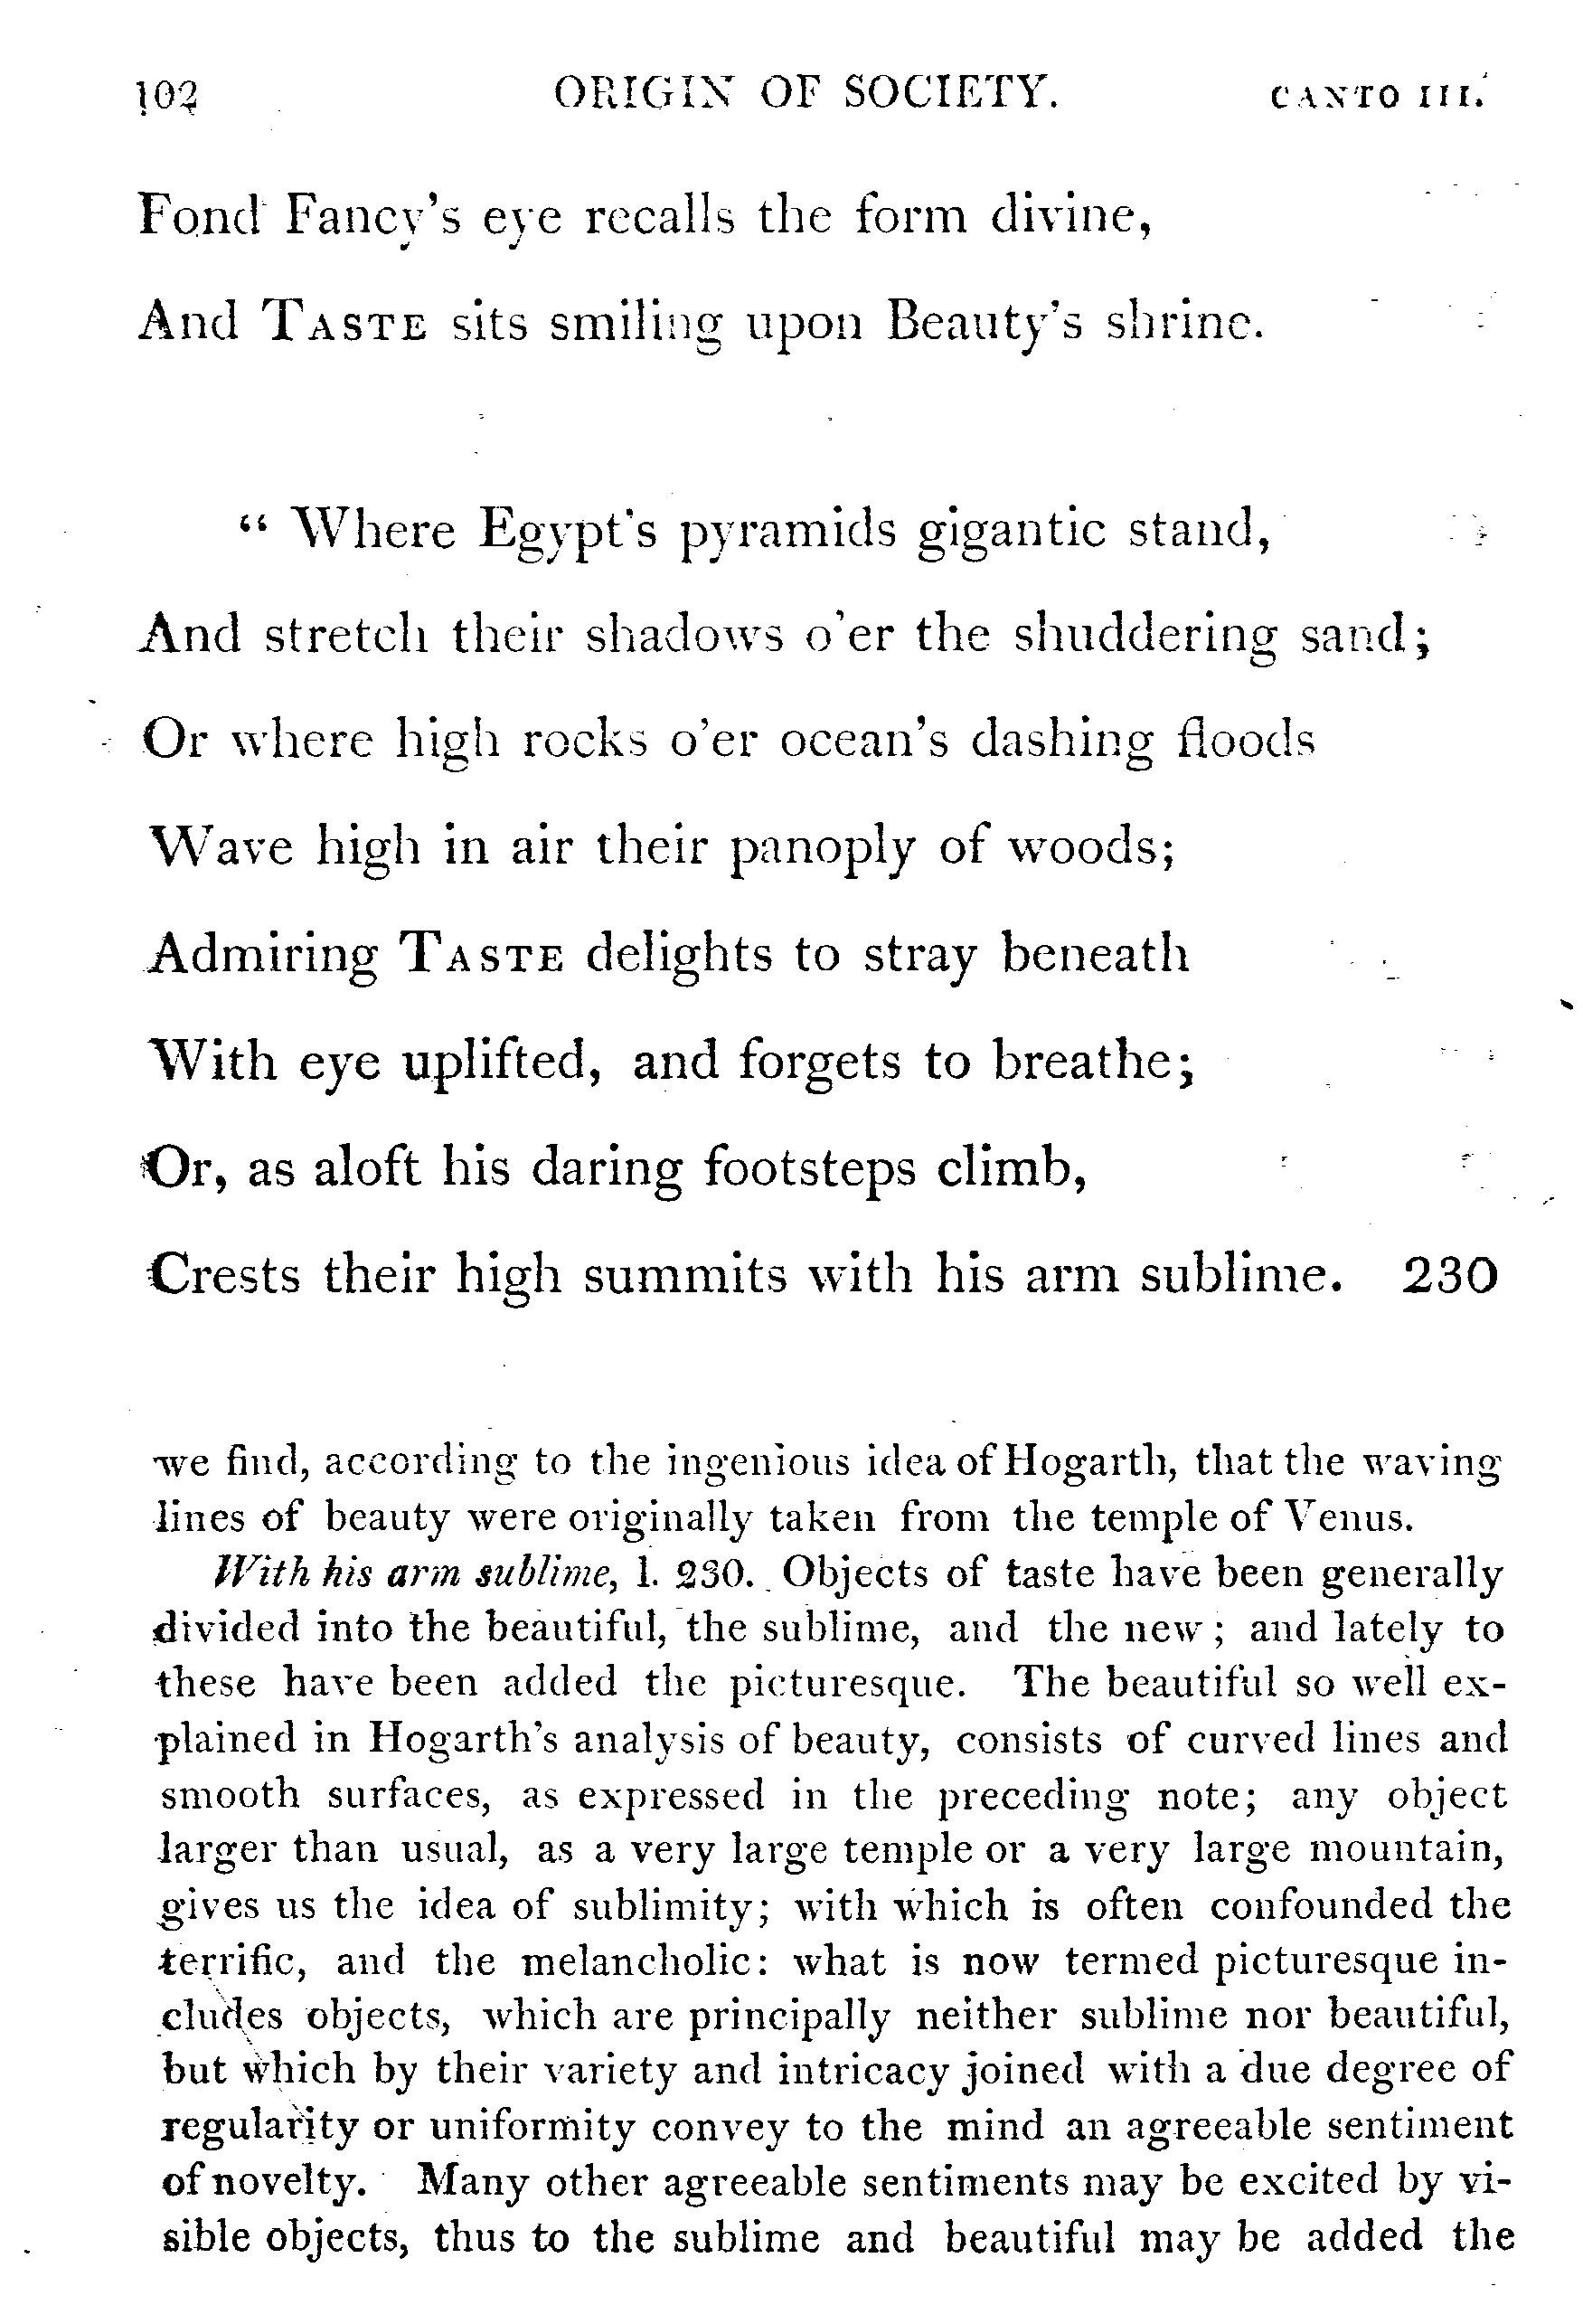 102 ORIGIN OF SOCIETY. CANTO III.
Fond Fancy's eye recalls the form divine,
And TASTE sits smiling upon Beauty's shrine.
“ Where Egypt's pyramids gigantic stand,
And stretch their shadows o'er the shuddering sand;
Or where high rocks o'er ocean's dashing floods
Wave high in air their panoply of woods;
Admiring TASTE delights to stray beneath
With eye uplifted, and forgets to breathe;
Or, as aloft his daring footsteps climb,
Crests their high summits with his arm sublime. 230
we find, according to the ingenious idea of Hogarth, that the waving
lines of beauty were originally taken from the temple of Venus.
With his arm sublime, l. 230. Objects of taste have been generally
divided into the beautiful, the sublime, and the new; and lately to
these have been added the picturesque. The beautiful so well ex-
plained in Hogarth's analysis of beauty, consists of curved lines and
smooth surfaces, as expressed in the preceding note; any object
larger than usual, as a very large temple or a very large mountain,
gives us the idea of sublimity; with which is often confounded the
terrific, and the melancholic: what is now termed picturesque in-
cludes objects, which are principally neither sublime nor beautiful,
but which by their variety and intricacy joined with a due degree of
regularity or uniformity convey to the mind an agreeable sentiment
of novelty. Many other agreeable sentiments may be excited by vi-
sible objects, thus to the sublime and beautiful may be added the